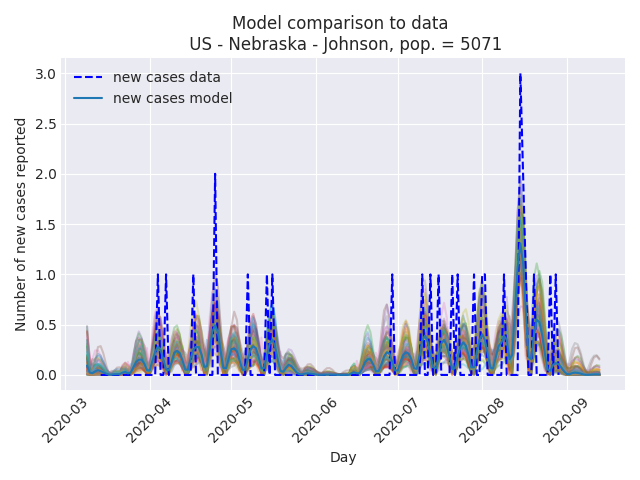 Model comparison to data
US - Nebraska - Johnson, pop. = 5071
new cases data
new cases model
Number of new cases reported
3.0
2.5
2.0
1.5
1.0
0.5
0.0
2020-03
2020-04
2020-05
2020-06
2020-07
2020-08
2020-09
Day